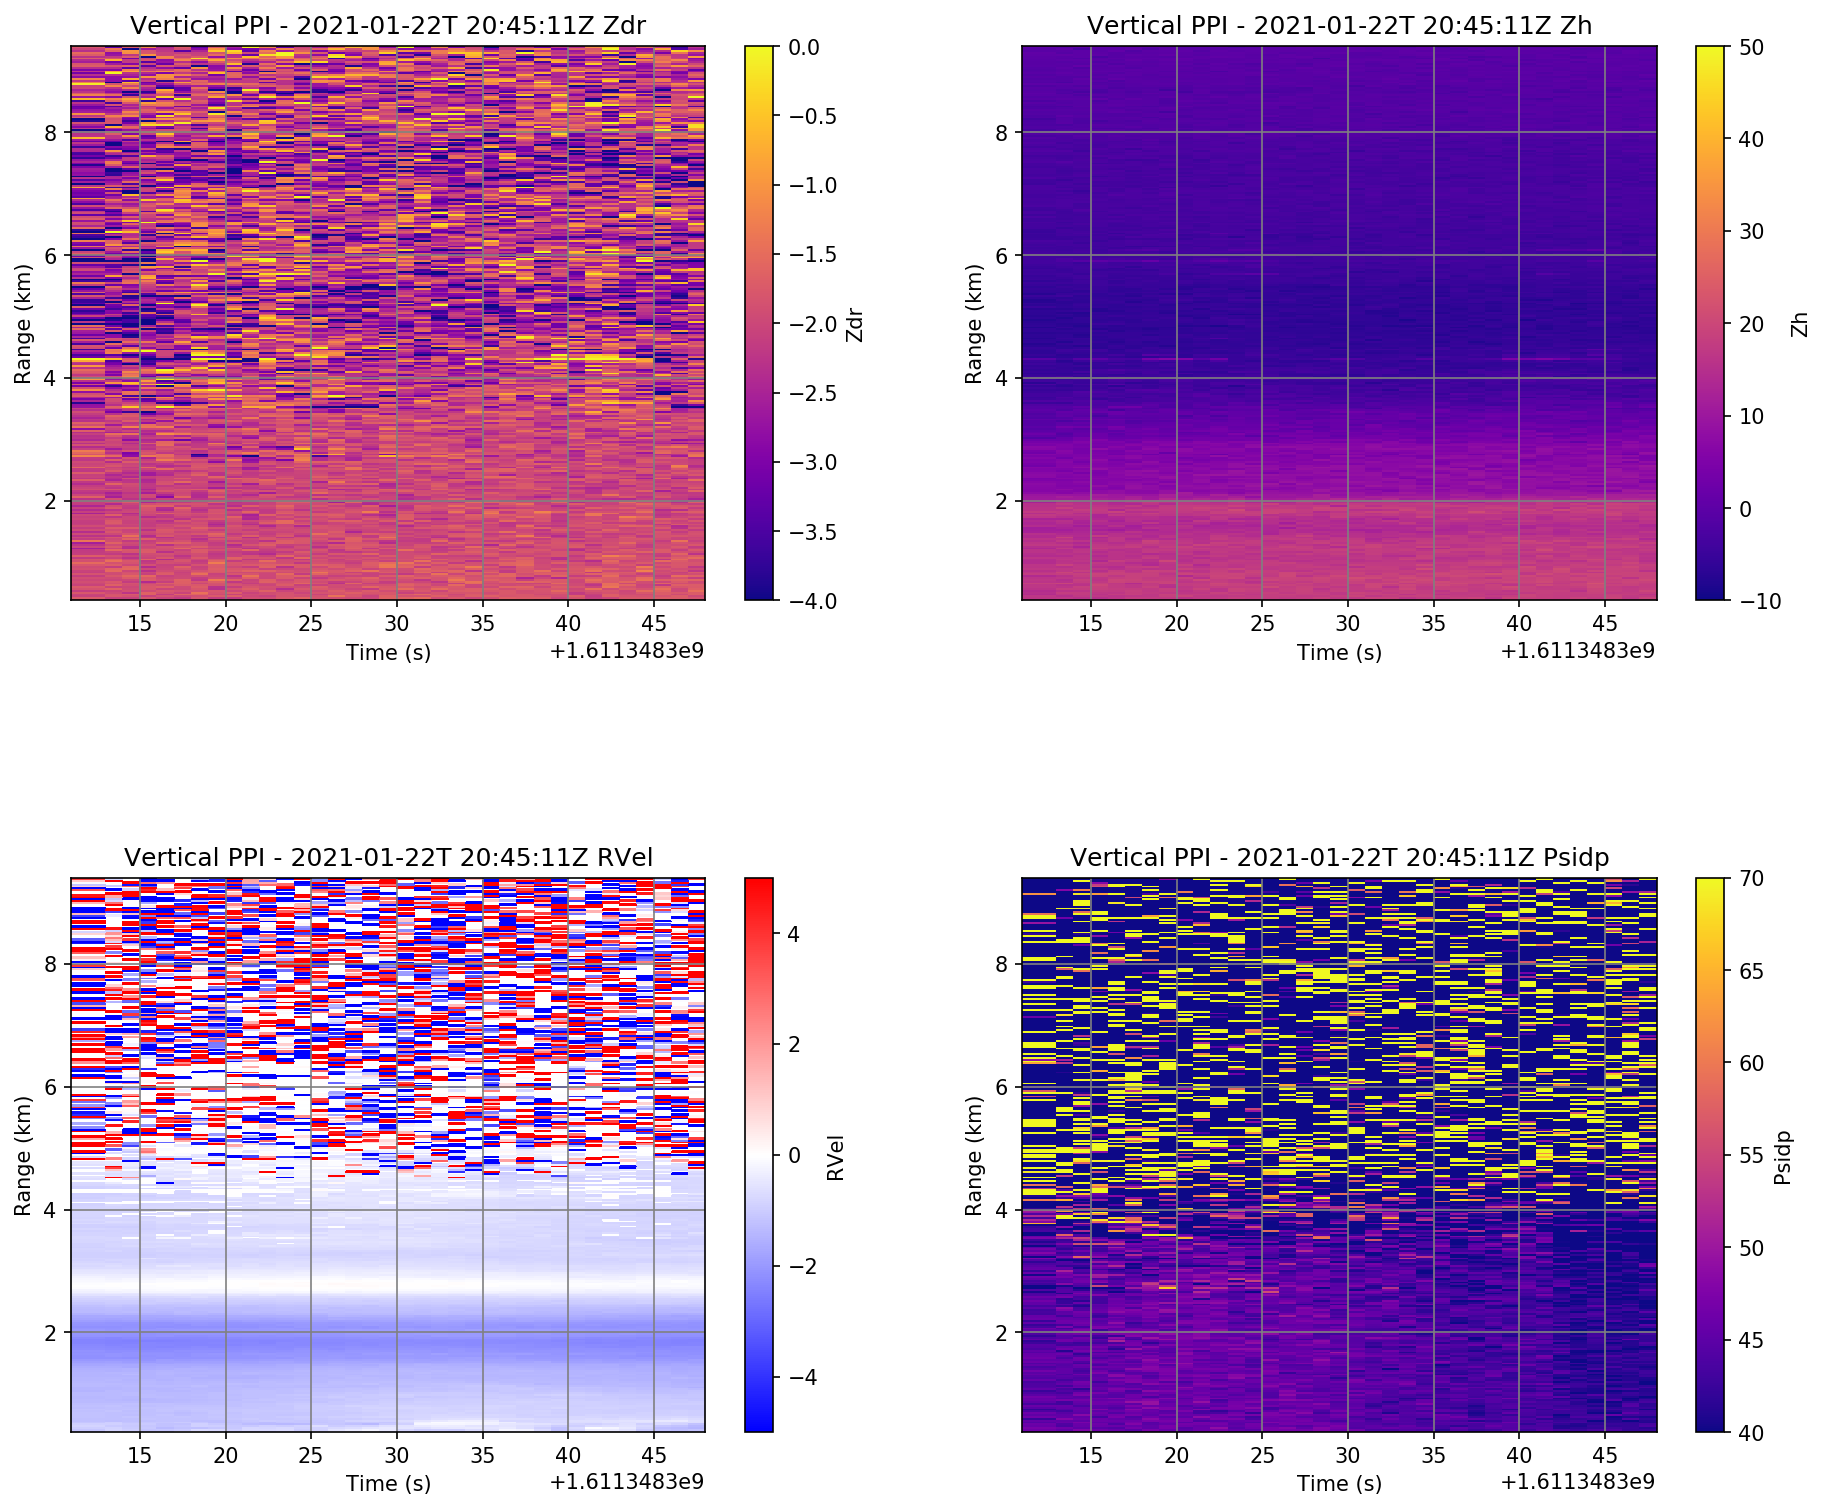 Vertical PPI - 2021-01-22T 20:45:11Z Zdr
8
6
4
2
Range (km)
15 20 25 30 35 40 45
Time (s)
+1.6113483e9
0.0
−0.5
−1.0
−1.5
−2.0
−2.5
−3.0
−3.5
−4.0
Zdr
Vertical PPI - 2021-01-22T 20:45:11Z Zh
8
6
4
2
Range (km)
15 20 25 30 35 40 45
Time (s)
+1.6113483e9
50
40
30
20
10
0
−10
Zh
Vertical PPI - 2021-01-22T 20:45:11Z RVel
8
6
4
2
Range (km)
15 20 25 30 35 40 45
Time (s)
+1.6113483e9
4
2
0
−2
−4
RVel
Vertical PPI - 2021-01-22T 20:45:11Z Psidp
8
6
4
2
Range (km)
15 20 25 30 35 40 45
Time (s)
+1.6113483e9
70
65
60
55
50
45
40
Psidp